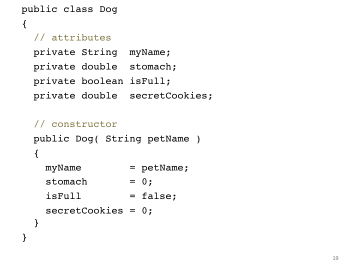 public class Dog
{
// attributes
private String myName;
private double stomach;
private boolean isFull;
private double secretCookies;
// constructor
public Dog( String petName )
{
myName = petName;
stomach = 0;
isFull = false;
secretCookies = 0;
}
}